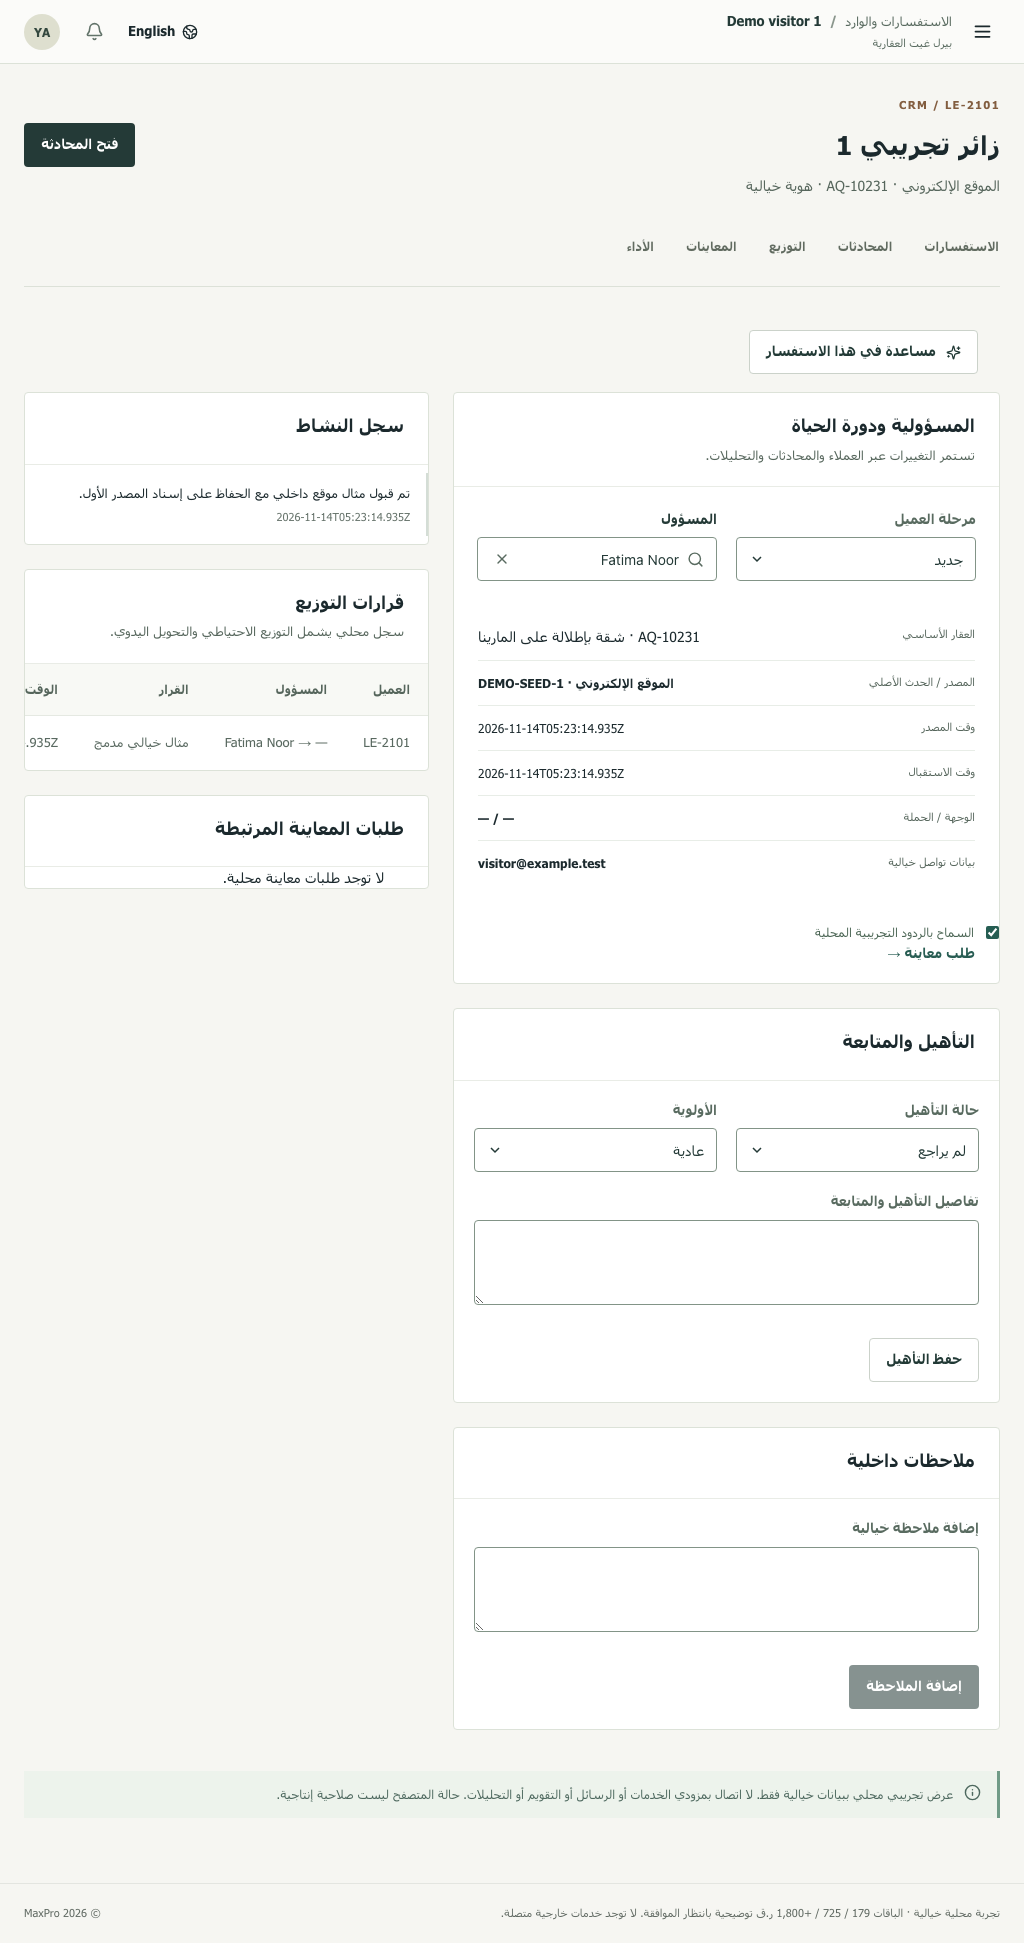 الاستفسارات والوارد / Demo visitor 1
بيرل غيت العقارية
English
YA
CRM / LE-2101
زائر تجريبي 1
الموقع الإلكتروني · AQ-10231 · هوية خيالية
فتح المحادثة
الاستفسارات
المحادثات
التوزيع
المعاينات
الأداء
مساعدة في هذا الاستفسار
المسؤولية ودورة الحياة
تستمر التغييرات عبر العملاء والمحادثات والتحليلات.
مرحلة العميل
جديد
المسؤول
Fatima Noor
العقار الأساسي
AQ-10231 · شقة بإطلالة على المارينا
المصدر / الحدث الأصلي
الموقع الإلكتروني · DEMO-SEED-1
وقت المصدر
2026-11-14T05:23:14.935Z
وقت الاستقبال
2026-11-14T05:23:14.935Z
الوجهة / الحملة
— / —
بيانات تواصل خيالية
visitor@example.test
السماح بالردود التجريبية المحلية
طلب معاينة →
التأهيل والمتابعة
حالة التأهيل
لم يراجع
الأولوية
عادية
تفاصيل التأهيل والمتابعة
حفظ التأهيل
ملاحظات داخلية
إضافة ملاحظة خيالية
إضافة الملاحظة
سجل النشاط
تم قبول مثال موقع داخلي مع الحفاظ على إسناد المصدر الأول.
2026-11-14T05:23:14.935Z
قرارات التوزيع
سجل محلي يشمل التوزيع الاحتياطي والتحويل اليدوي.
العميل المسؤول القرار الوقت
LE-2101 — → Fatima Noor مثال خيالي مدمج .935Z
طلبات المعاينة المرتبطة
لا توجد طلبات معاينة محلية.
عرض تجريبي محلي ببيانات خيالية فقط. لا اتصال بمزودي الخدمات أو الرسائل أو التقويم أو التحليلات. حالة المتصفح ليست صلاحية إنتاجية.
تجربة محلية خيالية · الباقات 179 / 725 / +1,800 ر.ق توضيحية بانتظار الموافقة. لا توجد خدمات خارجية متصلة.
© 2026 MaxPro